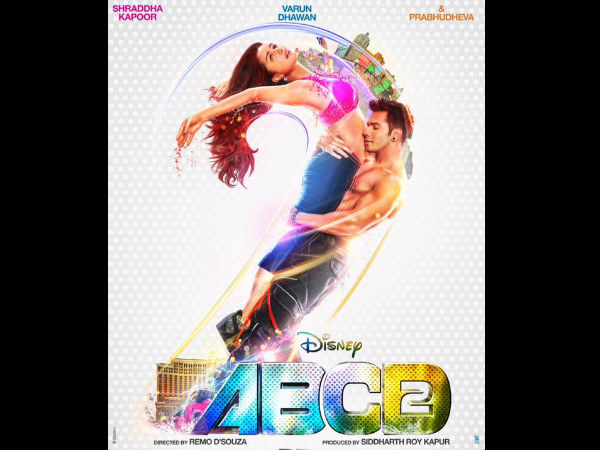 SHRADDHA
KAPOOR
VARUN
DHAWAN
&
PRABHUDHEVA
DISNEY
ABCD2
DIRECTED BY REMO D'SOUZA
PRODUCED BY SIDDHARTH ROY KAPUR